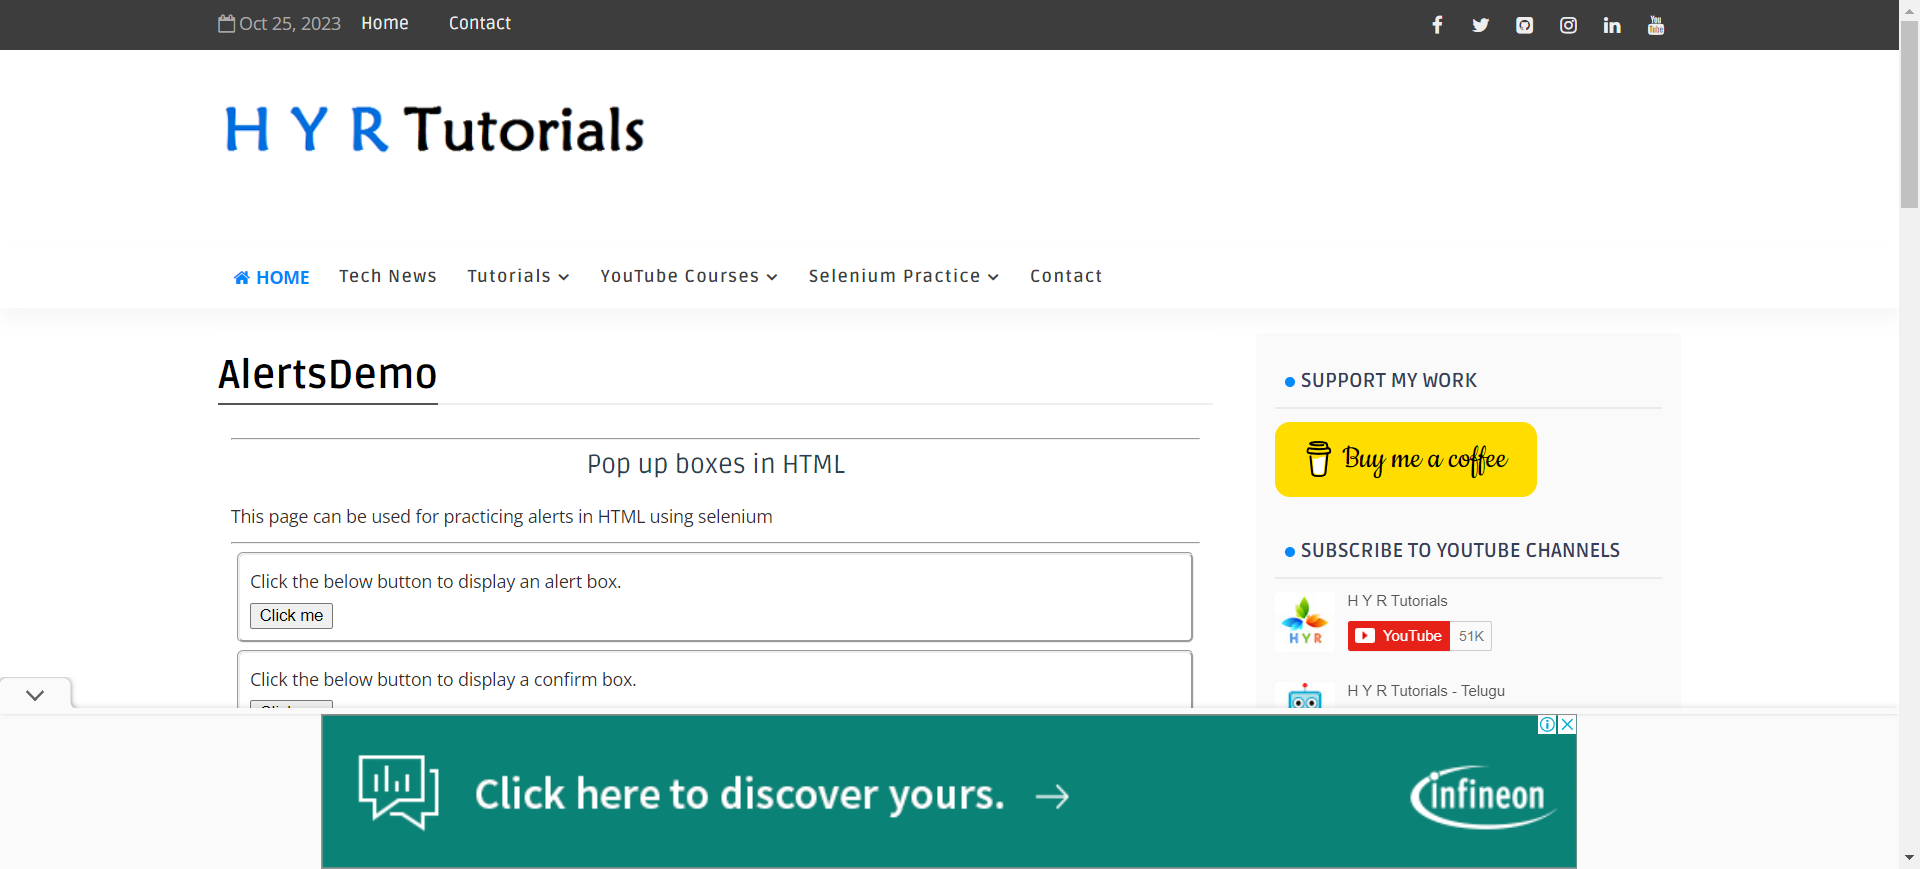 Oct 25, 2023 Home Contact
You Tube
H Y R Tutorials
HOME Tech News Tutorials YouTube Courses Selenium Practice Contact
AlertsDemo
Pop up boxes in HTML
This page can be used for practicing alerts in HTML using selenium
Click the below button to display an alert box.
Click me
Click the below button to display a confirm box.
SUPPORT MY WORK
Buy me a coffee
SUBSCRIBE TO YOUTUBE CHANNELS
H Y R Tutorials
HYR
YouTube 51K
H Y R Tutorials - Telugu
Click here to discover yours. →
infineon